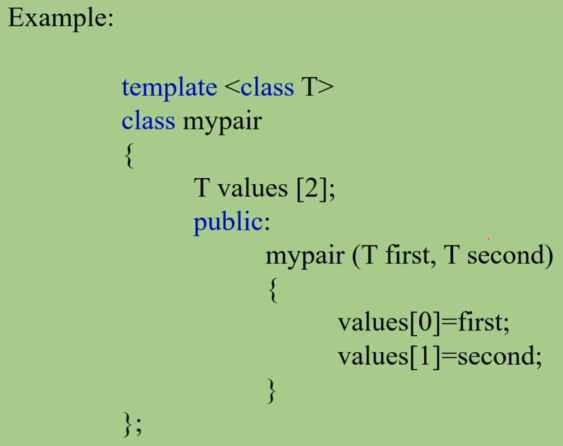 Example:
template <class T>
class mypair
{
T values [2];
public:
mypair (T first, T second)
{
values[0]=first;
values[1]=second;
}
};